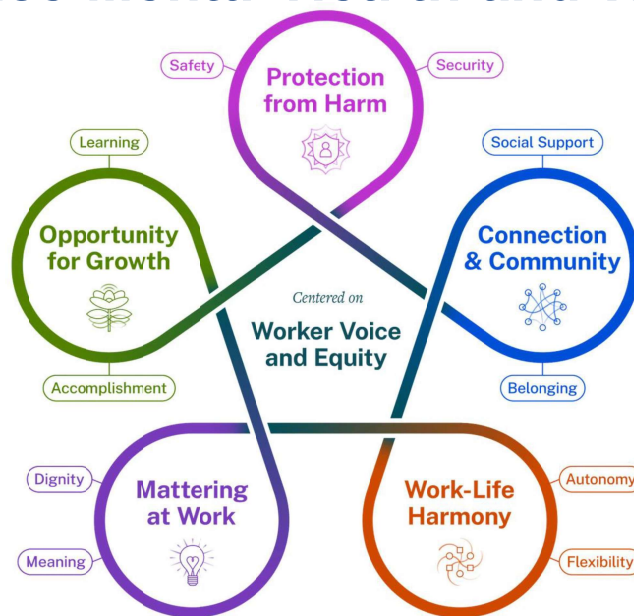 Safety
Protection
from Harm
Security
Learning
Social Support
Opportunity
for Growth
Connection
& Community
Centered on
Worker Voice
and Equity
Accomplishment
Belonging
Dignity
Mattering
at Work
Meaning
Work-Life
Harmony
Autonomy
Flexibility